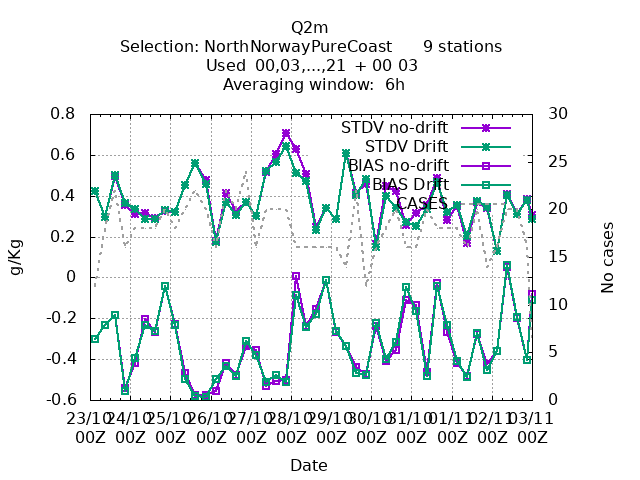 Q2m
Selection: NorthNorwayPureCoast 9 stations
Used 00,03,...,21 + 00 03
Averaging window: 6h
0.8
0.6
0.4
0.2
0
-0.2
-0.4
-0.6
g/Kg
30
25
20
15
10
5
0
No cases
STDV no-drift
STDV Drift
BIAS no-drift
BIAS Drift
CASES
23/10 24/10 25/10 26/10 27/10 28/10 29/10 30/10 31/10 01/11 02/11 03/11
00Z 00Z 00Z 00Z 00Z 00Z 00Z 00Z 00Z 00Z 00Z 00Z
Date